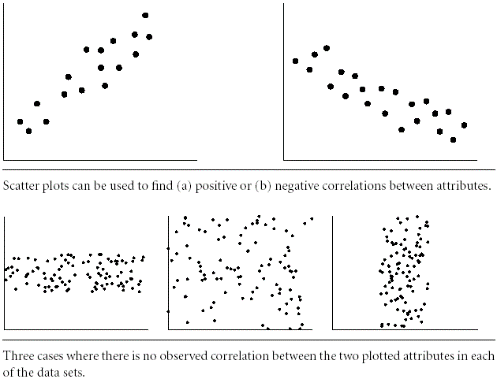 Scatter plots can be used to find (a) positive or (b) negative correlations between attributes.
Three cases where there is no observed correlation between the two plotted attributes in each
of the data sets.